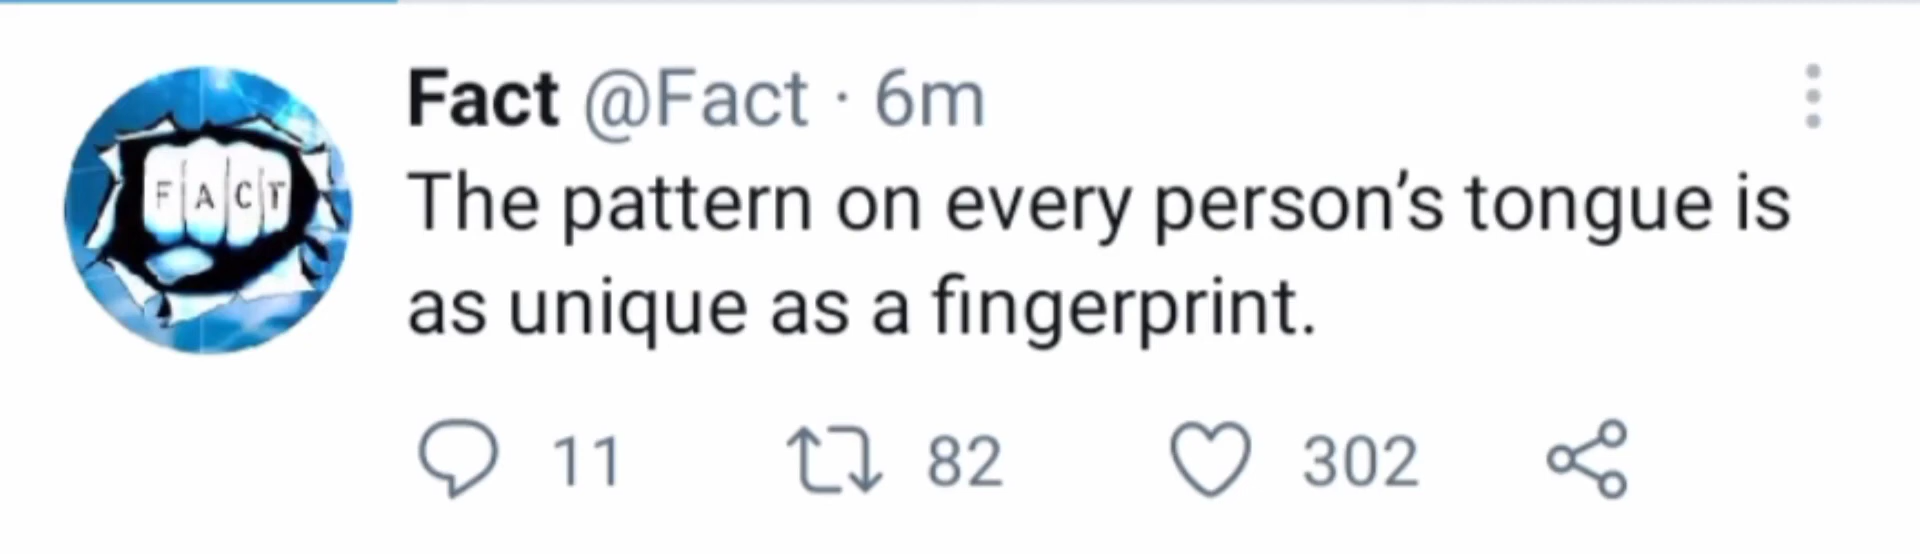 FACT
Fact @Fact · 6m
The pattern on every person’s tongue is
as unique as a fingerprint.
11 82 302